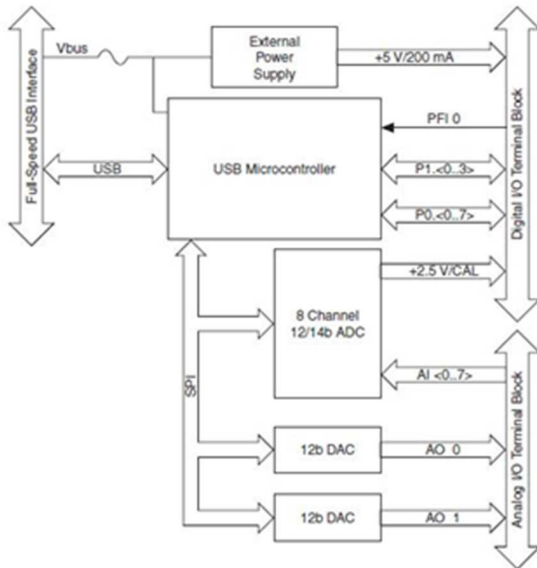 Full-Speed USB Interface
Vbus
External
Power
Supply
+5 V/200 mA
PFI 0
USB
USB Microcontroller
P1.<0..3>
P0.<0..7>
Digital I/O Terminal Block
+2.5 V/CAL
8 Channel
12/14b ADC
AI <0..7>
SPI
12b DAC
AO 0
12b DAC
AO 1
Analog I/O Terminal Block